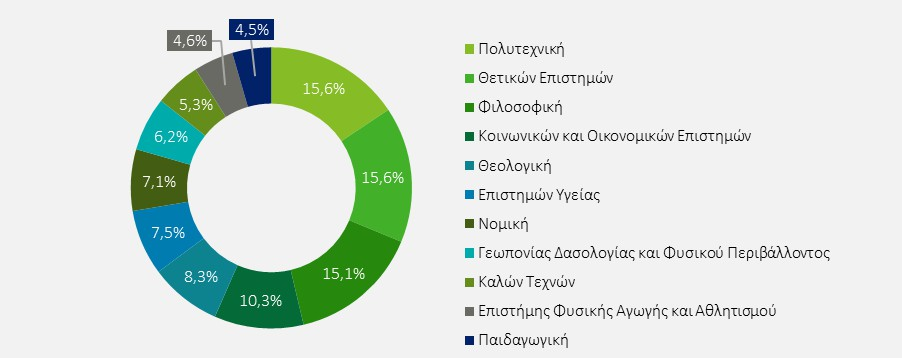 4,5%
4,6%
15,6%
5,3%
6,2%
15,6%
7,1%
7,5%
15,1%
8,3%
10,3%
Πολυτεχνική
Θετικών Επιστημών
Φιλοσοφική
Κοινωνικών και Οικονομικών Επιστημών
Θεολογική
Επιστημών Υγείας
Νομική
Γεωπονίας Δασολογίας και Φυσικού Περιβάλλοντος
Καλών Τεχνών
Επιστήμης Φυσικής Αγωγής και Αθλητισμού
Παιδαγωγική